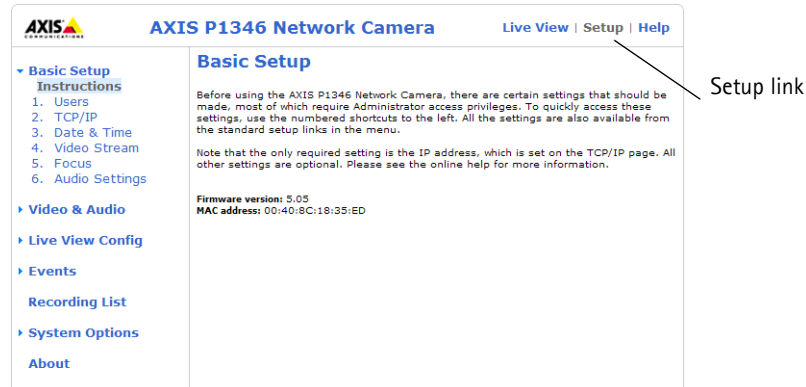 AXIS
COMMUNICATIONS
AXIS P1346 Network Camera
Live View | Setup | Help
Setup link
Basic Setup
Instructions
1. Users
2. TCP/IP
3. Date & Time
4. Video Stream
5. Focus
6. Audio Settings
Video & Audio
Live View Config
Events
Recording List
System Options
About
Basic Setup
Before using the AXIS P1346 Network Camera, there are certain settings that should be
made, most of which require Administrator access privileges. To quickly access these
settings, use the numbered shortcuts to the left. All the settings are also available from
the standard setup links in the menu.
Note that the only required setting is the IP address, which is set on the TCP/IP page. All
other settings are optional. Please see the online help for more information.
Firmware version: 5.05
MAC address: 00:40:8C:18:35:ED